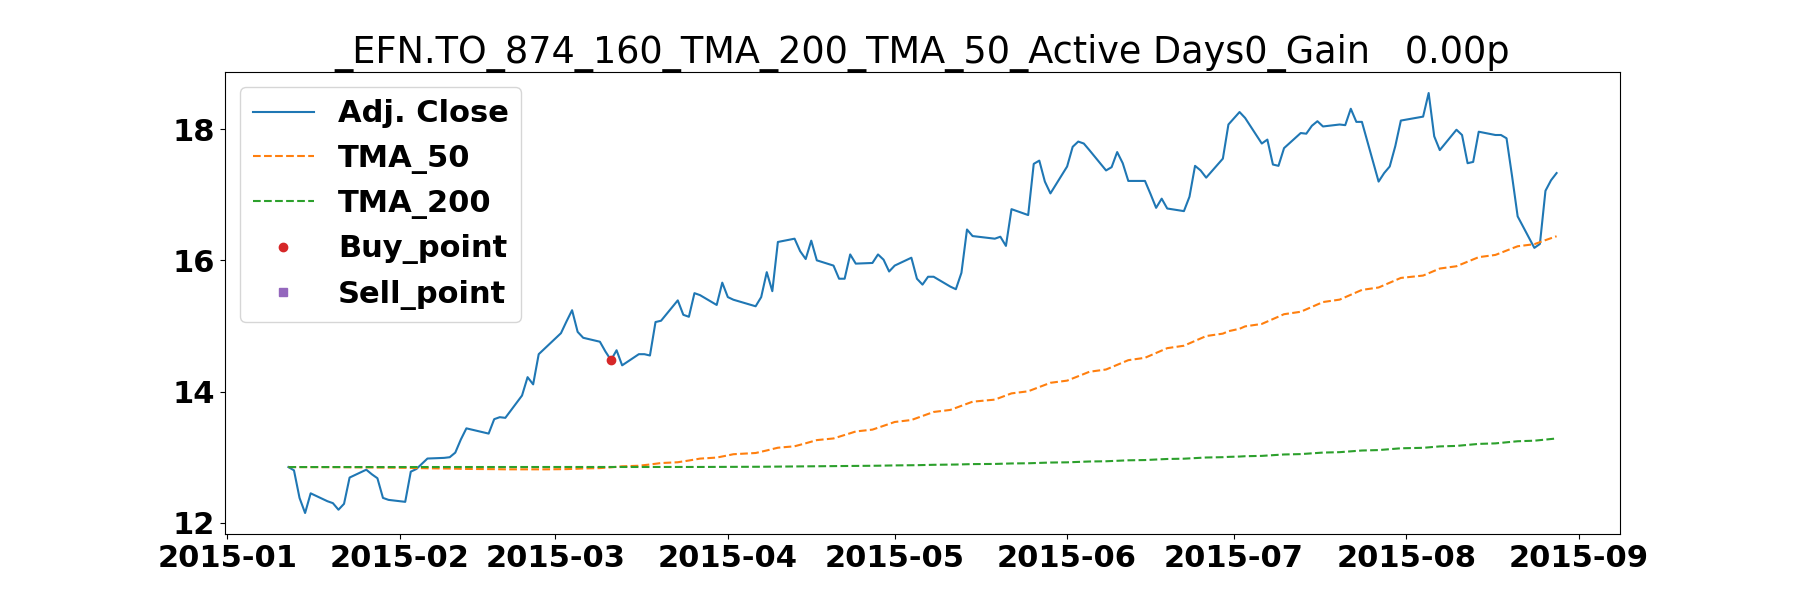 _EFN.TO_874_160_TMA_200_TMA_50_Active Days0_Gain   0.00p
Adj. Close
TMA_50
TMA_200
Buy_point
Sell_point
18
16
14
12
2015-01 2015-02 2015-03 2015-04 2015-05 2015-06 2015-07 2015-08 2015-09